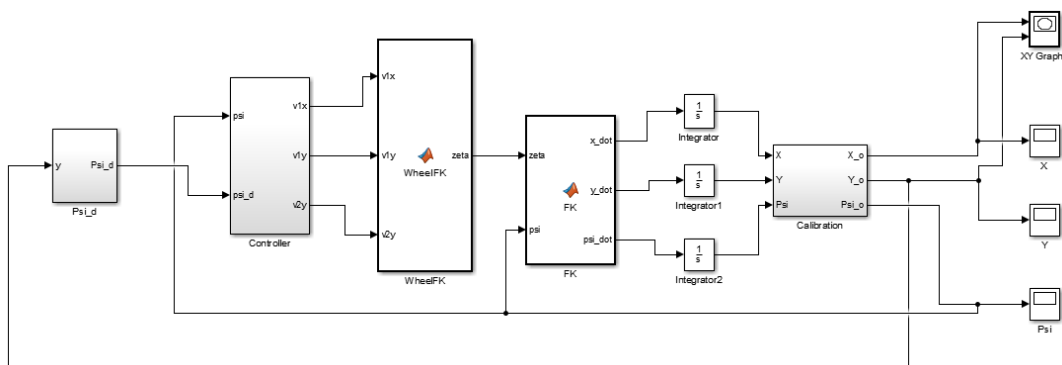 XY Graph
v1x
v1x
psi
x_dot
1
s
Integrator
X
X_o
X
y
Psi_d
v1y
v1y
WheelFK
zeta
zeta
y_dot
FK
1
s
Integrator1
Y
Y_o
Psi_d
psi_d
v2y
v2y
psi
psi_dot
1
s
Integrator2
Psi
Psi_o
Calibration
Y
Controller
WheelFK
FK
Psi